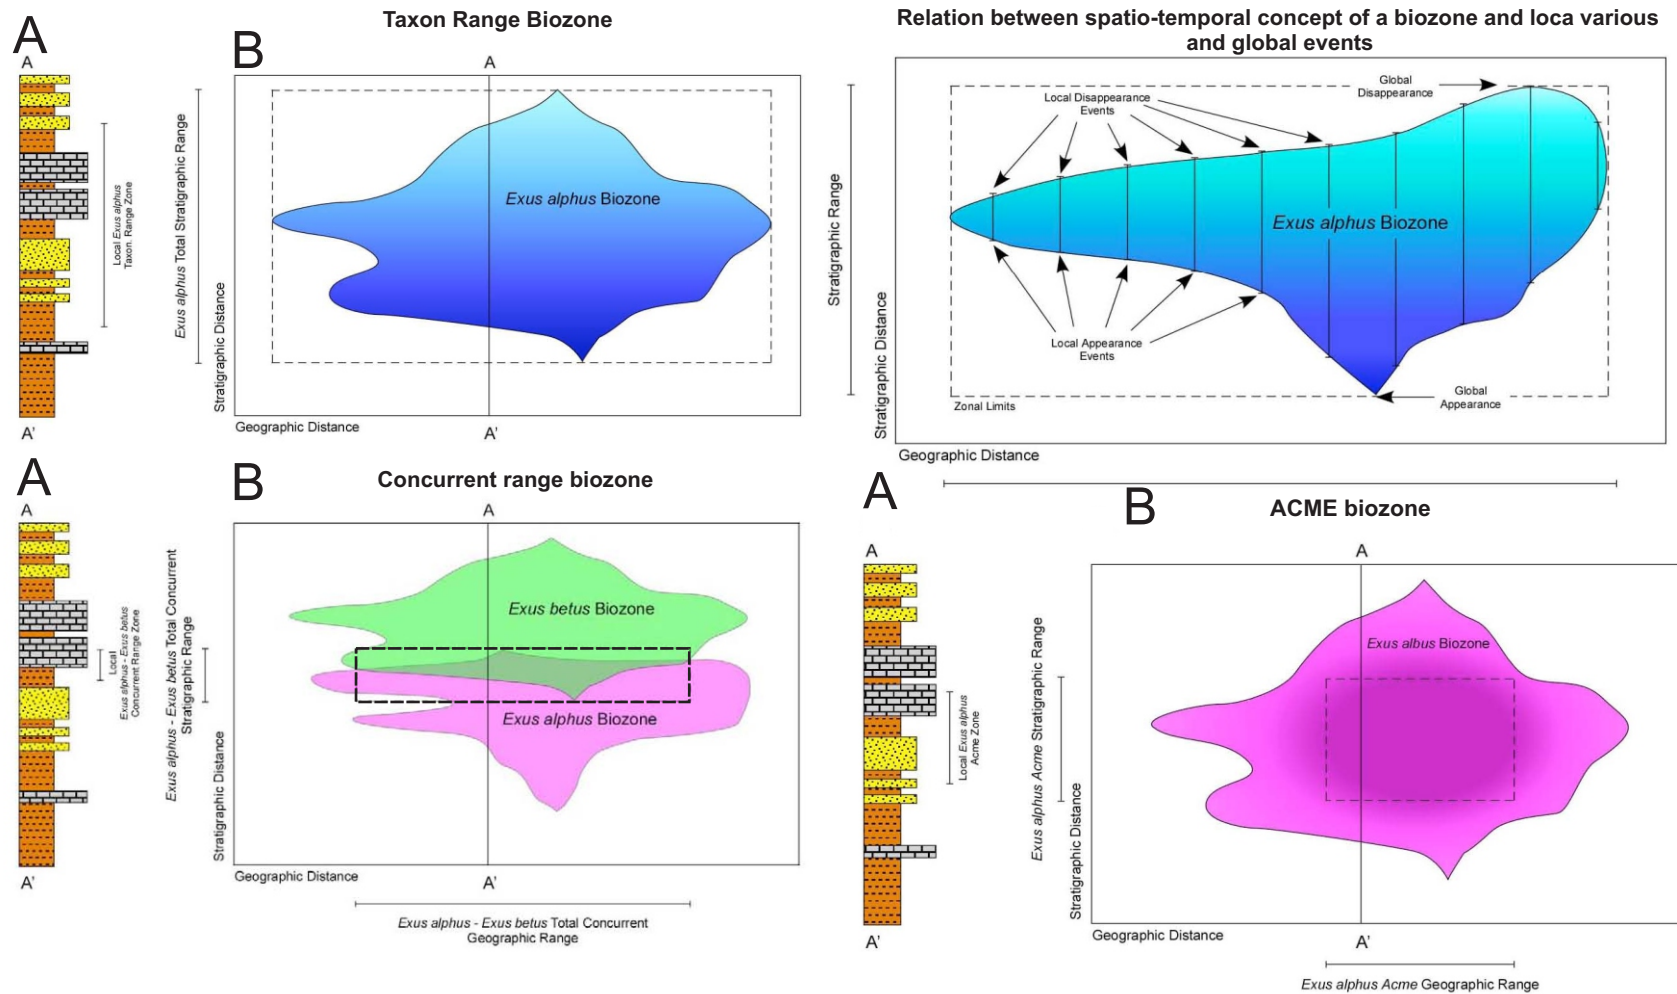 Taxon Range Biozone
A
B
A
A
Local Exus alphus
Taxon. Range Zone
Exus alphus Total Stratigraphic Range
Stratigraphic Distance
Exus alphus Biozone
A'
Geographic Distance
A'
Relation between spatio-temporal concept of a biozone and loca various
and global events
Global
Disappearance
Local Disappearance
Events
Stratigraphic Range
Exus alphus Biozone
Stratigraphic Distance
Local Appearance
Events
Global
Appearance
Zonal Limits
Geographic Distance
Concurrent range biozone
A
B
A
A
Local
Exus alphus - Exus betus
Concurrent Range Zone
Exus alphus - Exus betus Total Concurrent
Stratigraphic Range
Stratigraphic Distance
Exus betus Biozone
Exus alphus Biozone
A'
Geographic Distance
A'
Exus alphus - Exus betus Total Concurrent
Geographic Range
ACME biozone
A
B
A
A
Local Exus alphus
Acme Zone
Exus alphus Acme Stratigraphic Range
Stratigraphic Distance
Exus albus Biozone
A'
Geographic Distance
A'
Exus alphus Acme Geographic Range